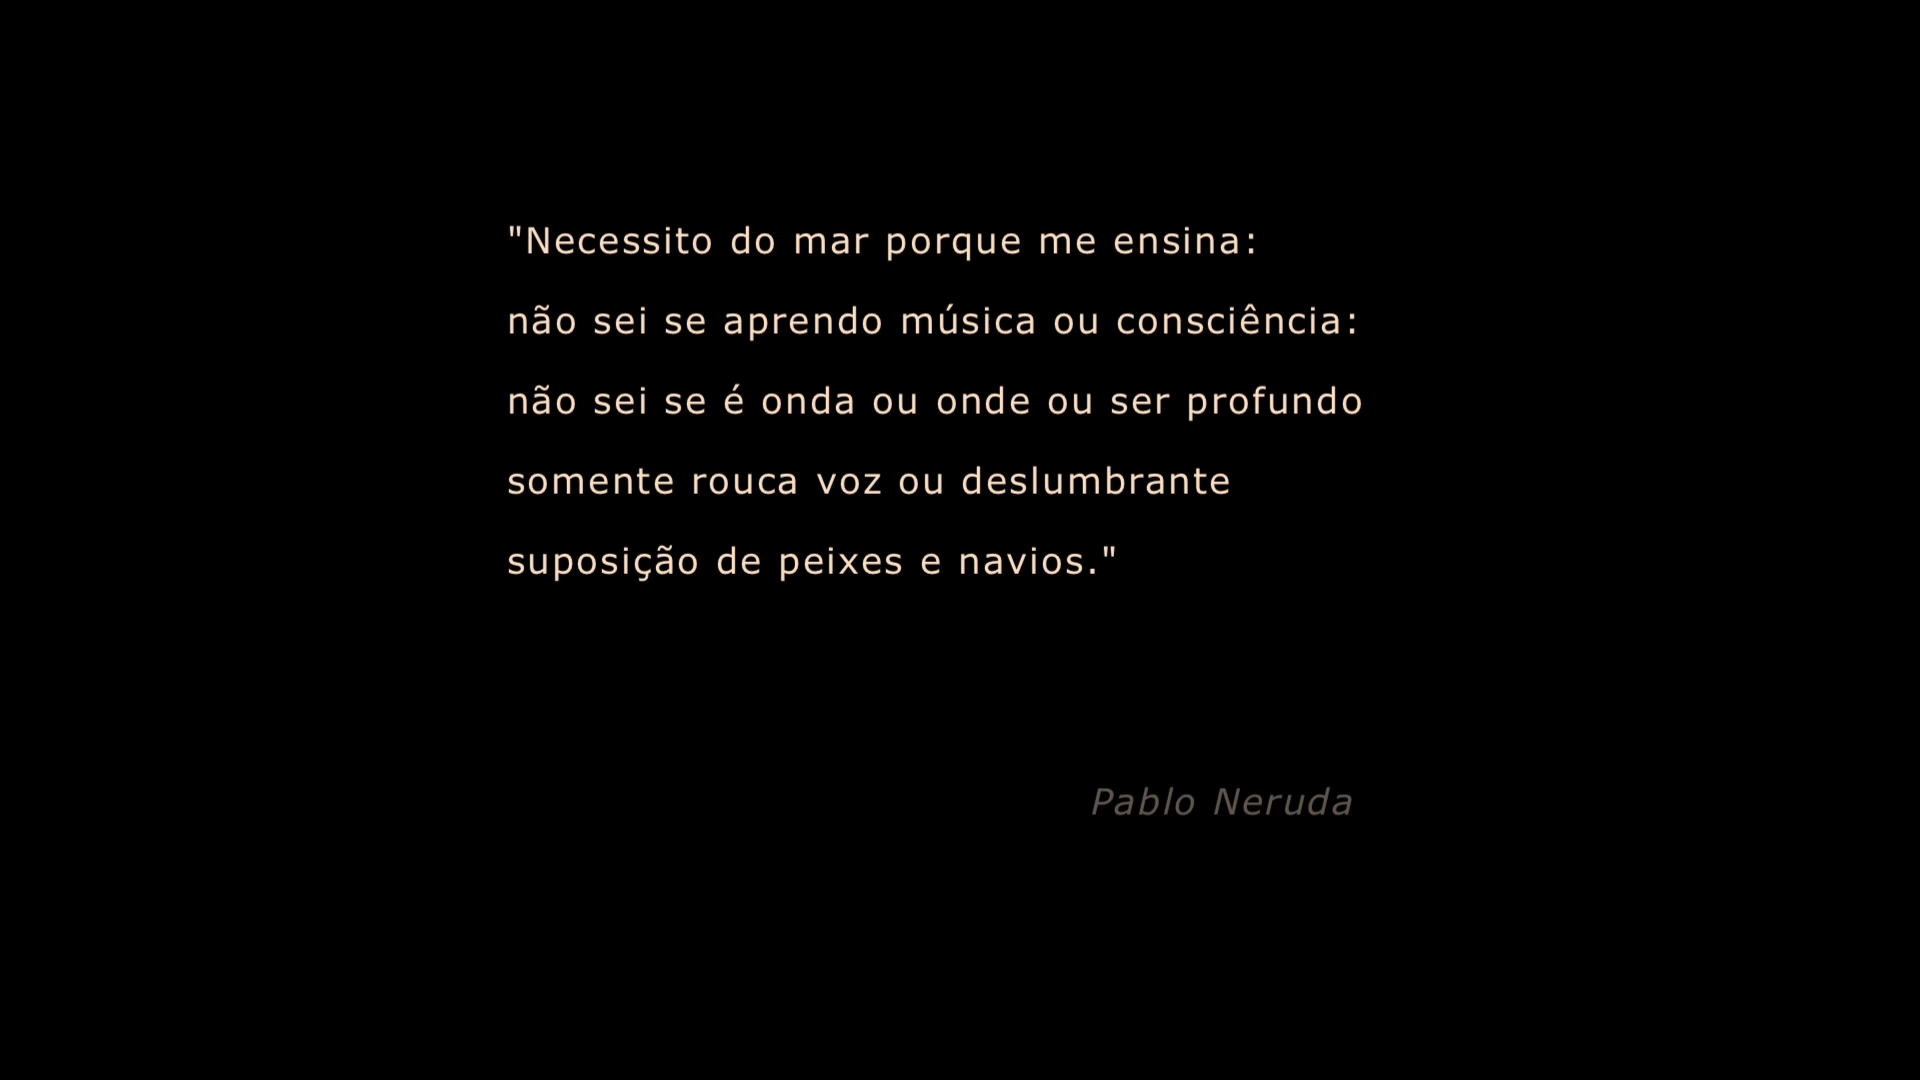 "Necessito do mar porque me ensina:
não sei se aprendo música ou consciência:
não sei se é onda ou onde ou ser profundo
somente rouca voz ou deslumbrante
suposição de peixes e navios."
Pablo Neruda